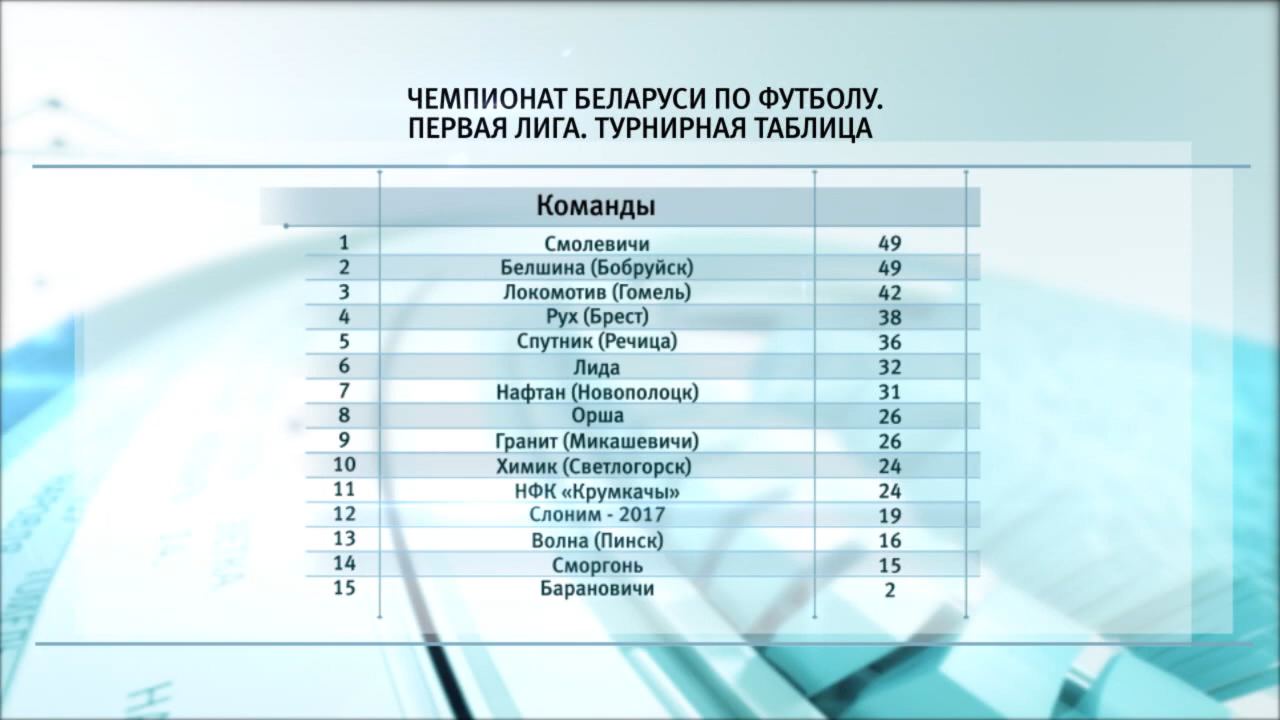 ЧЕМПИОНАТ БЕЛАРУСИ ПО ФУТБОЛУ.
ПЕРВАЯ ЛИГА. ТУРНИРНАЯ ТАБЛИЦА
Команды
1 Смолевичи 49
2 Белшина (Бобруйск) 49
3 Локомотив (Гомель) 42
4 Рух (Брест) 38
5 Спутник (Речица) 36
6 Лида 32
7 Нафтан (Новополоцк) 31
8 Орша 26
9 Гранит (Микашевичи) 26
10 Химик (Светлогорск) 24
11 НФК «Крумкачы» 24
12 Слоним - 2017 19
13 Волна (Пинск) 16
14 Сморгонь 15
15 Барановичи 2